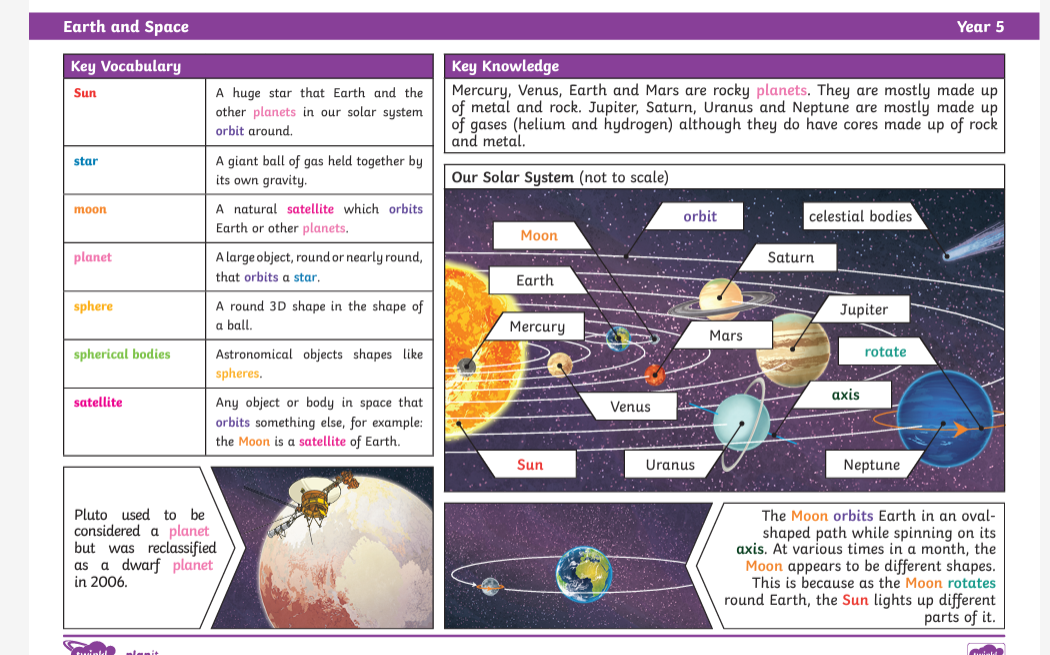 Earth and Space
Year 5
Key Vocabulary
Sun
A huge star that Earth and the
other planets in our solar system
orbit around.
star
A giant ball of gas held together by
its own gravity.
moon
A natural satellite which orbits
Earth or other planets.
planet
A large object, round or nearly round,
that orbits a star.
sphere
A round 3D shape in the shape of
a ball.
spherical bodies
Astronomical objects shapes like
spheres.
satellite
Any object or body in space that
orbits something else, for example:
the Moon is a satellite of Earth.
Pluto used to be
considered a planet
but was reclassified
as a dwarf planet
in 2006.
Key Knowledge
Mercury, Venus, Earth and Mars are rocky planets. They are mostly made up
of metal and rock. Jupiter, Saturn, Uranus and Neptune are mostly made up
of gases (helium and hydrogen) although they do have cores made up of rock
and metal.
Our Solar System (not to scale)
orbit
celestial bodies
Moon
Saturn
Earth
Jupiter
Mercury
Mars
rotate
axis
Venus
Sun
Uranus
Neptune
The Moon orbits Earth in an oval-
shaped path while spinning on its
axis. At various times in a month, the
Moon appears to be different shapes.
This is because as the Moon rotates
round Earth, the Sun lights up different
parts of it.